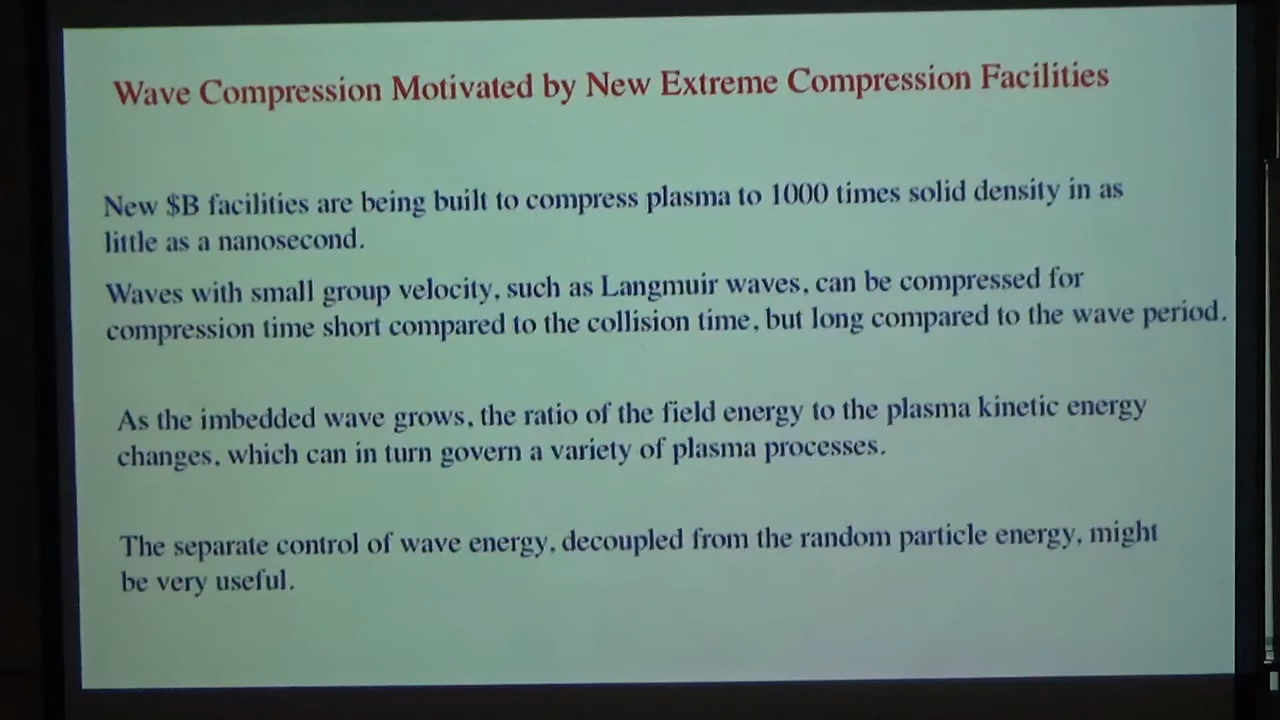 Wave Compression Motivated by New Extreme Compression Facilities
New $B facilities are being built to compress plasma to 1000 times solid density in as
little as a nanosecond.
Waves with small group velocity, such as Langmuir waves, can be compressed for
compression time short compared to the collision time, but long compared to the wave period.
As the imbedded wave grows, the ratio of the field energy to the plasma kinetic energy
changes, which can in turn govern a variety of plasma processes.
The separate control of wave energy, decoupled from the random particle energy, might
be very useful.